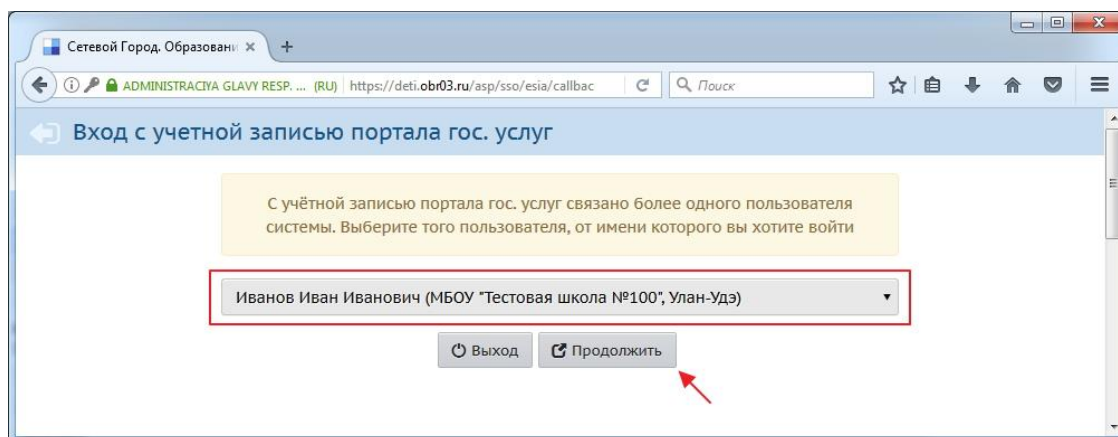 Сетевой Город. Образовани
ADMINISTRACIYA GLAVY RESP. ... (RU) https://deti.obr03.ru/asp/sso/esia/callbac Поиск
Вход с учетной записью портала гос. услуг
С учётной записью портала гос. услуг связано более одного пользователя
системы. Выберите того пользователя, от имени которого вы хотите войти
Иванов Иван Иванович (МБОУ "Тестовая школа №100", Улан-Удэ)
Выход Продолжить